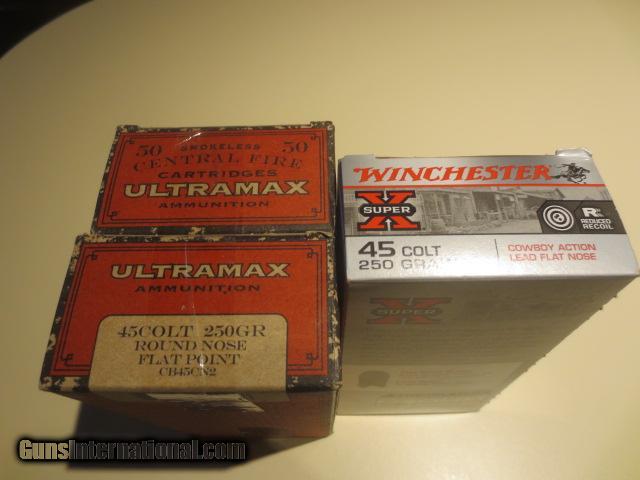 50 SMOKELESS 50
CENTRAL FIRE
CARTRIDGES
ULTRAMAX
AMMUNITION
ULTRAMAX
AMMUNITION
45COLT 250GR
ROUND NOSE
FLAT POINT
CB45CN2
WINCHESTER
X
SUPER
R
REDUCED
RECOIL
45 COLT
250 GRAIN
COWBOY ACTION
LEAD FLAT NOSE
X
SUPER
GunsInternational.com